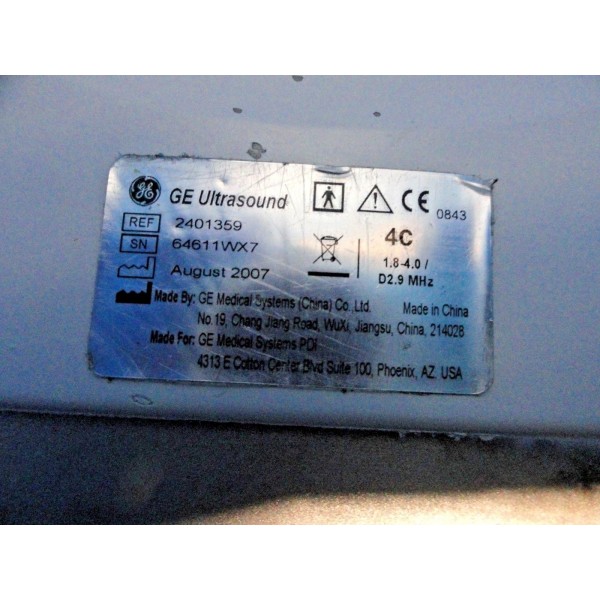 GE Ultrasound
CE 0843
REF 2401359
SN 64611WX7
4C
August 2007
1.8-4.0 /
D2.9 MHz
Made By: GE Medical Systems (China) Co. Ltd. Made in China
No.19, Chang Jiang Road, WuXi, Jiangsu, China, 214028
Made For: GE Medical Systems PDI
4313 E Cotton Center Blvd Suite 100, Phoenix, AZ USA